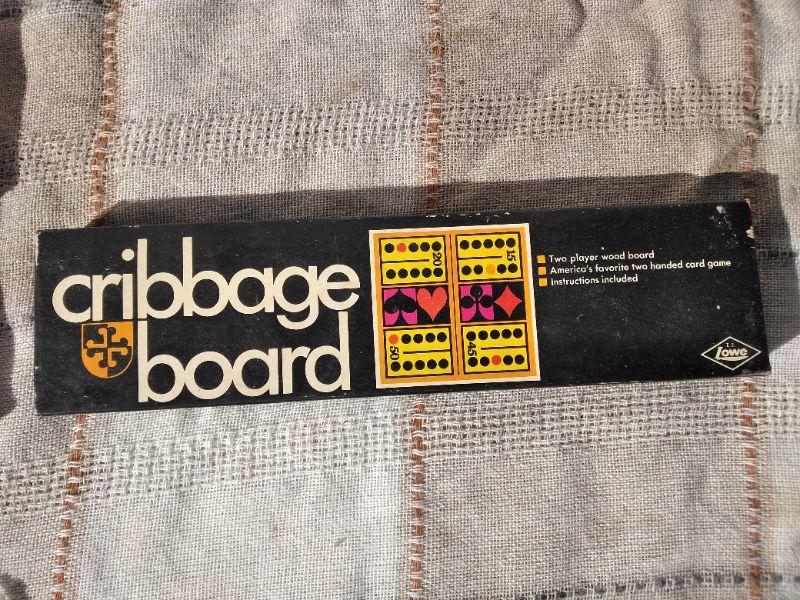 cribbage
board
20
15
50
45
Two player wood board
America's favorite two handed card game
Instructions included
E.S.
Lowe